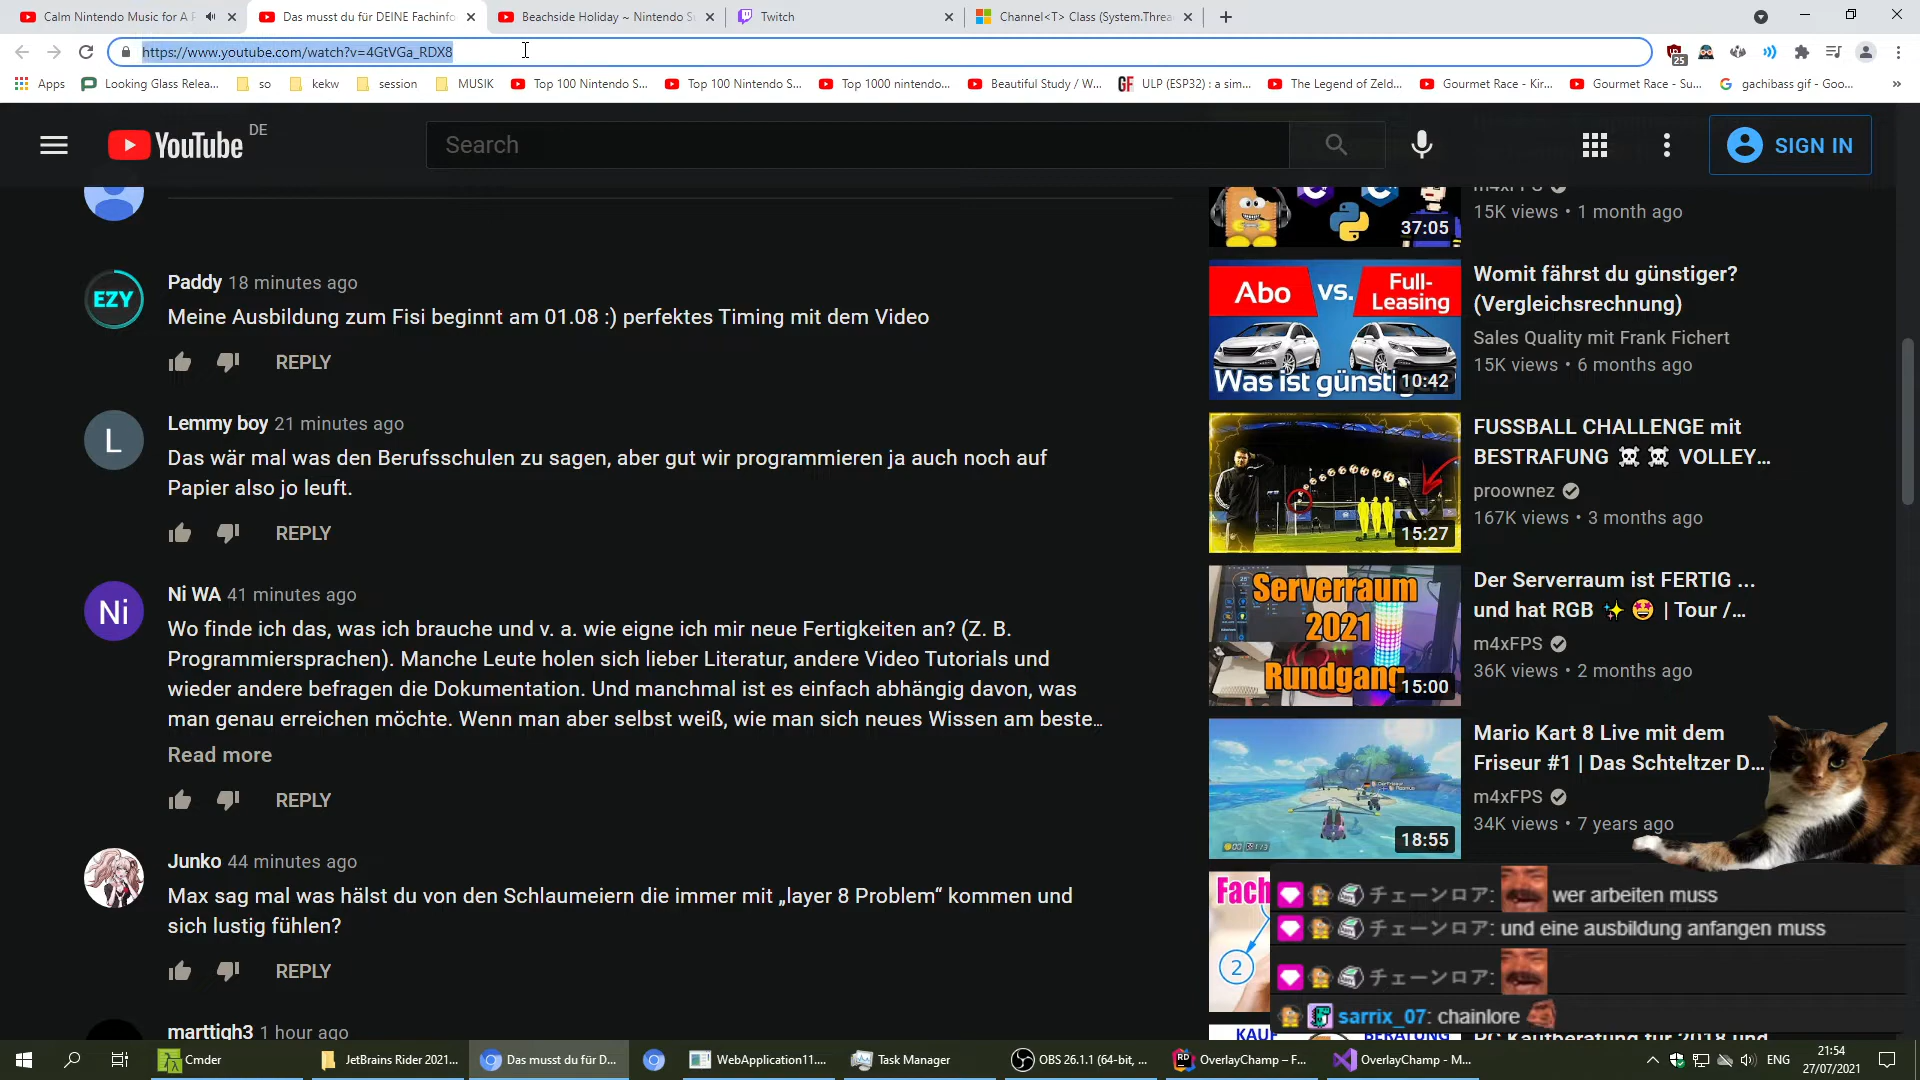 Calm Nintendo Music for A F
Das musst du für DEINE Fachinfo
Beachside Holiday ~ Nintendo S
Twitch
Channel<T> Class (System.Threa
https://www.youtube.com/watch?v=4GtVGa_RDX8
25
Apps
Looking Glass Relea...
so
kekw
session
MUSIK
Top 100 Nintendo S...
Top 100 Nintendo S...
Top 1000 nintendo...
Beautiful Study / W...
GF ULP (ESP32) : a sim...
The Legend of Zeld...
Gourmet Race - Kir...
Gourmet Race - Su...
gachibass gif - Goo...
YouTube DE
Search
SIGN IN
Paddy 18 minutes ago
EZY
Meine Ausbildung zum Fisi beginnt am 01.08 :) perfektes Timing mit dem Video
REPLY
Lemmy boy 21 minutes ago
L
Das wär mal was den Berufsschulen zu sagen, aber gut wir programmieren ja auch noch auf
Papier also jo leuft.
REPLY
Ni WA 41 minutes ago
Ni
Wo finde ich das, was ich brauche und v. a. wie eigne ich mir neue Fertigkeiten an? (Z. B.
Programmiersprachen). Manche Leute holen sich lieber Literatur, andere Video Tutorials und
wieder andere befragen die Dokumentation. Und manchmal ist es einfach abhängig davon, was
man genau erreichen möchte. Wenn man aber selbst weiß, wie man sich neues Wissen am beste...
Read more
REPLY
Junko 44 minutes ago
Max sag mal was hälst du von den Schlaumeiern die immer mit „layer 8 Problem“ kommen und
sich lustig fühlen?
REPLY
marttigh3 1 hour ago
37:05
m4xFPS
15K views • 1 month ago
Abo vs. Full-
Leasing
Was ist günsti
10:42
Womit fährst du günstiger?
(Vergleichsrechnung)
Sales Quality mit Frank Fichert
15K views • 6 months ago
15:27
FUSSBALL CHALLENGE mit
BESTRAFUNG ☠️ ☠️ VOLLEY...
proownez
167K views • 3 months ago
Serverraum
2021
Rundgang
15:00
Der Serverraum ist FERTIG ...
und hat RGB ✨ 🤩 | Tour /...
m4xFPS
36K views • 2 months ago
18:55
Mario Kart 8 Live mit dem
Friseur #1 | Das Schteltzer D...
m4xFPS
34K views • 7 years ago
Fach
2
チェーンロア: wer arbeiten muss
チェーンロア: und eine ausbildung anfangen muss
チェーンロア:
sarrix_07: chainlore
KAUF
PC Kaufberatung für 2018 und
Cmder
JetBrains Rider 2021...
Das musst du für D...
WebApplication11....
Task Manager
OBS 26.1.1 (64-bit, ...
OverlayChamp – F...
OverlayChamp - M...
ENG
21:54
27/07/2021